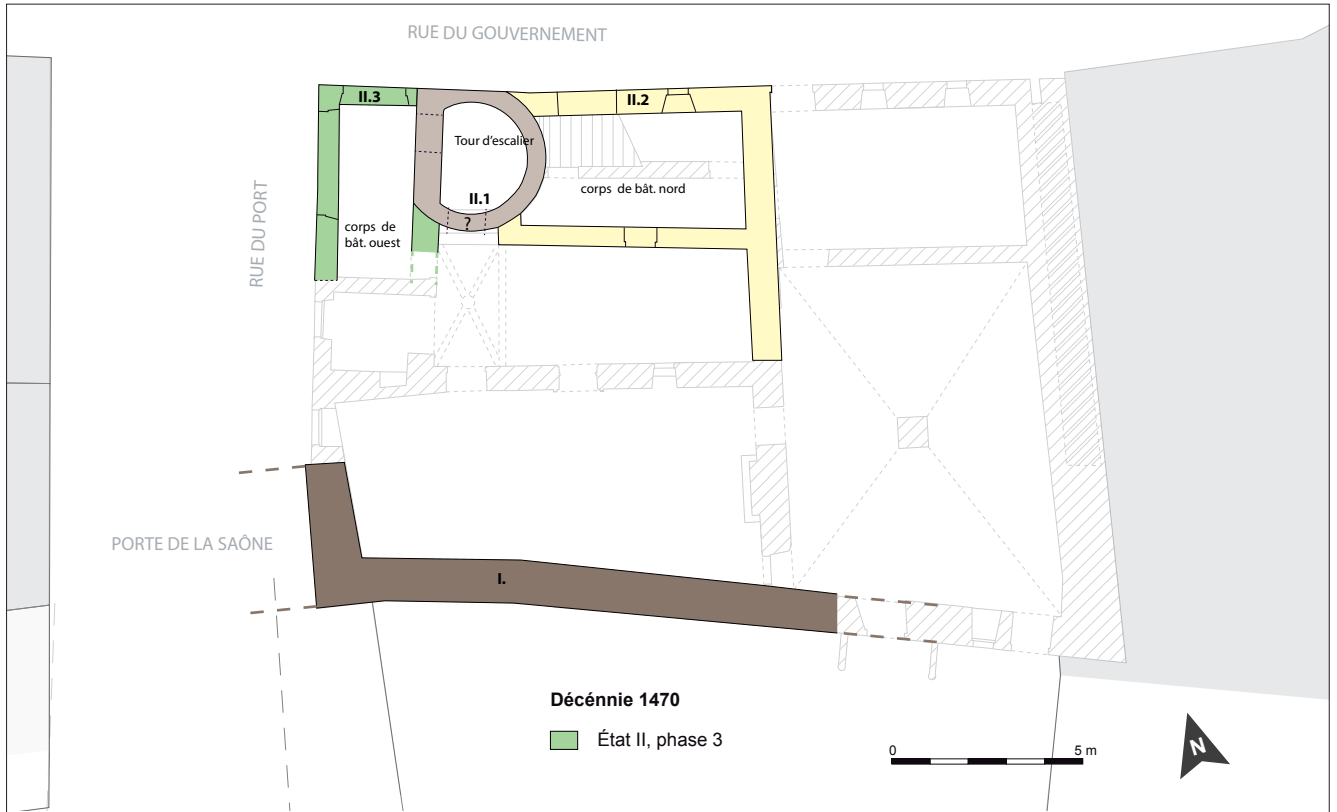 RUE DU GOUVERNEMENT
II.3
II.2
Tour d'escalier
corps de bât. nord
II.1
?
RUE DU PORT
corps de
bât. ouest
PORTE DE LA SAÔNE
I.
Décénnie 1470
État II, phase 3
0 5 m
N